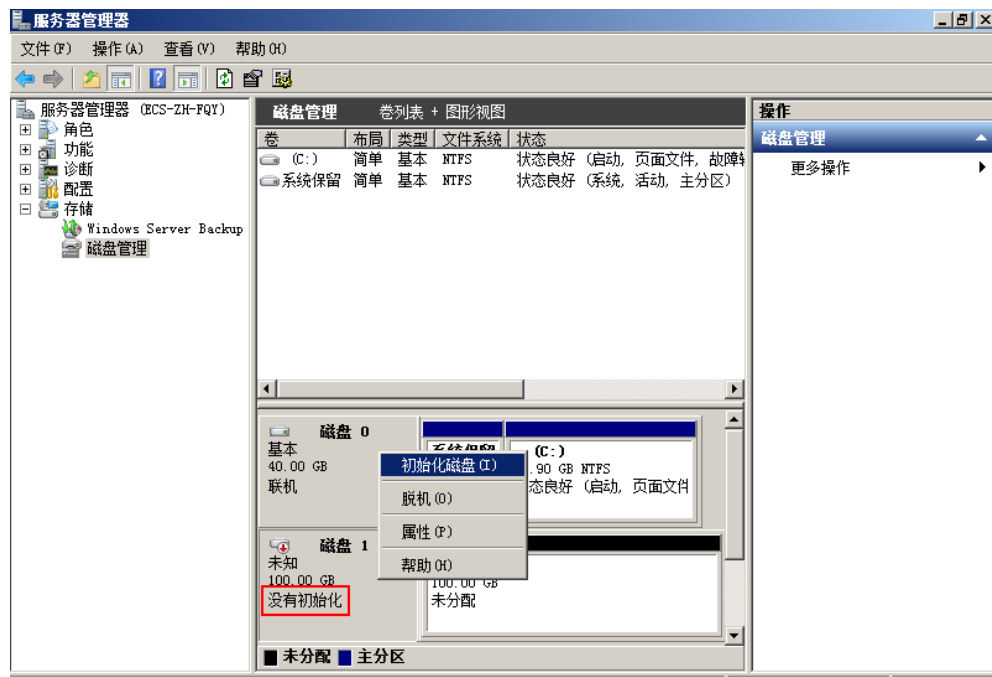 服务器管理器
文件(F) 操作(A) 查看(V) 帮助(H)
服务器管理器 (ECS-ZH-FQY)
角色
功能
诊断
配置
存储
Windows Server Backup
磁盘管理
磁盘管理 卷列表 + 图形视图
卷 布局 类型 文件系统 状态
(C:) 简单 基本 NTFS 状态良好 (启动, 页面文件, 故障
系统保留 简单 基本 NTFS 状态良好 (系统, 活动, 主分区)
磁盘 0
基本
40.00 GB
联机
系统保留
(C:)
.90 GB NTFS
态良好 (启动, 页面文件
初始化磁盘(I)
脱机(O)
属性(P)
帮助(H)
磁盘 1
未知
100.00 GB
没有初始化
100.00 GB
未分配
未分配 主分区
操作
磁盘管理
更多操作